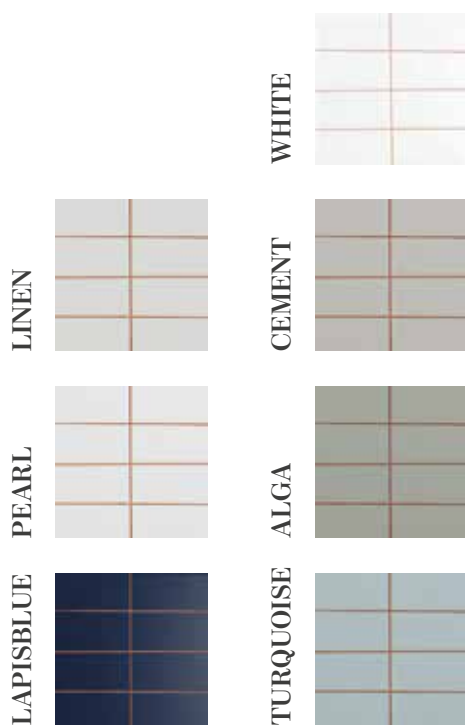 WHITE
LINEN
CEMENT
PEARL
ALGA
LAPISBLUE
TURQUOISE